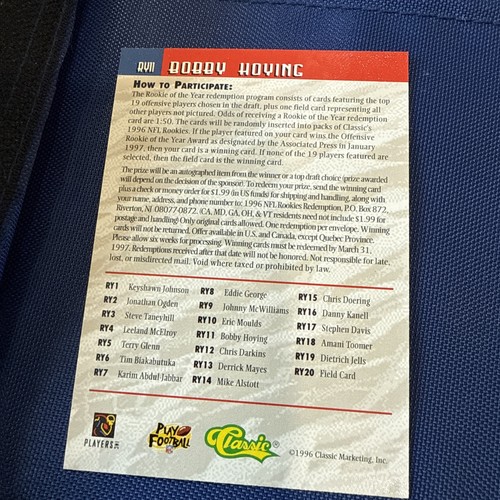 RY11 BOBBY HOYING
HOW TO PARTICIPATE:
The Rookie of the Year redemption program consists of cards featuring the top
19 offensive players chosen in the draft, plus one field card representing all
other players not pictured. Odds of receiving a Rookie of the Year redemption
card are 1:50. The cards will be randomly inserted into packs of Classic's
1996 NFL Rookies. If the player featured on your card wins the Offensive
Rookie of the Year Award as designated by the Associated Press in January
1997, then your card is a winning card. If none of the 19 players featured are
selected, then the field card is the winning card.
The prize will be an autographed item from the winner or a top draft choice (prize awarded
will depend on the decision of the sponsor. To redeem your prize, send the winning card
plus a check or money order for $1.99 (in US funds) for shipping and handling, along with
your name, address, and phone number to: 1996 NFL Rookies Redemption, P.O. Box 872,
Riverton, NJ 08077-0872. (CA, MD, GA, OH, & VT residents need not include $1.99 for
postage and handling) Only original cards allowed. One redemption per envelope. Winning
cards will not be returned. Offer available in U.S. and Canada, except Quebec Province.
Please allow six weeks for processing. Winning cards must be redeemed by March 31,
1997. Redemptions received after that date will not be honored. Not responsible for late,
lost, or misdirected mail. Void where taxed or prohibited by law.
RY1 Keyshawn Johnson
RY2 Jonathan Ogden
RY3 Steve Taneyhill
RY4 Leeland McElroy
RY5 Terry Glenn
RY6 Tim Biakabutuka
RY7 Karim Abdul-Jabbar
RY8 Eddie George
RY9 Johnny McWilliams
RY10 Eric Moulds
RY11 Bobby Hoying
RY12 Chris Darkins
RY13 Derrick Mayes
RY14 Mike Alstott
RY15 Chris Doering
RY16 Danny Kanell
RY17 Stephen Davis
RY18 Amani Toomer
RY19 Dietrich Jells
RY20 Field Card
PLAYERS INC
PLAY
FOOTBALL
Classic®
©1996 Classic Marketing, Inc.